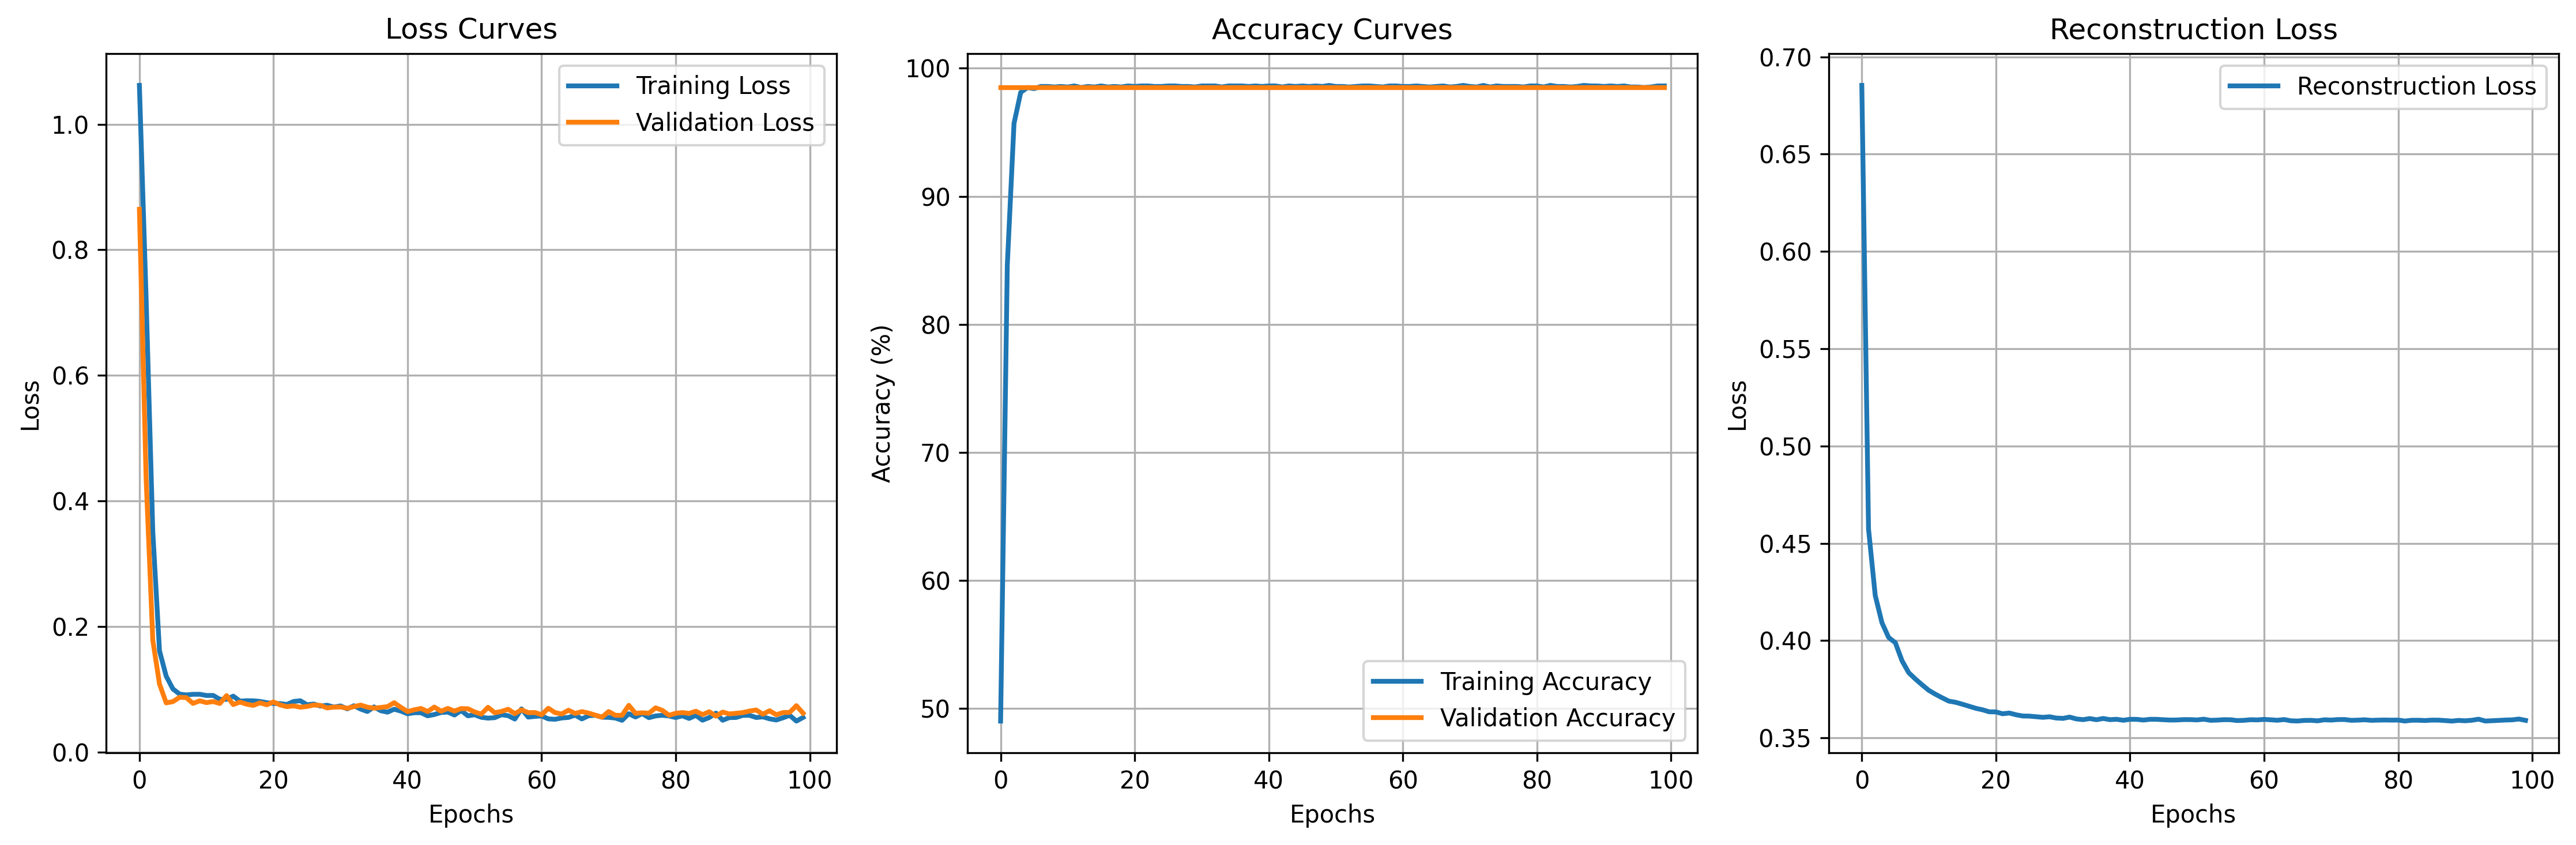 Loss Curves
Training Loss
Validation Loss
1.0
0.8
0.6
0.4
0.2
0.0
Loss
0 20 40 60 80 100
Epochs
Accuracy Curves
100
90
80
70
60
50
Accuracy (%)
Training Accuracy
Validation Accuracy
0 20 40 60 80 100
Epochs
Reconstruction Loss
Reconstruction Loss
0.70
0.65
0.60
0.55
0.50
0.45
0.40
0.35
Loss
0 20 40 60 80 100
Epochs